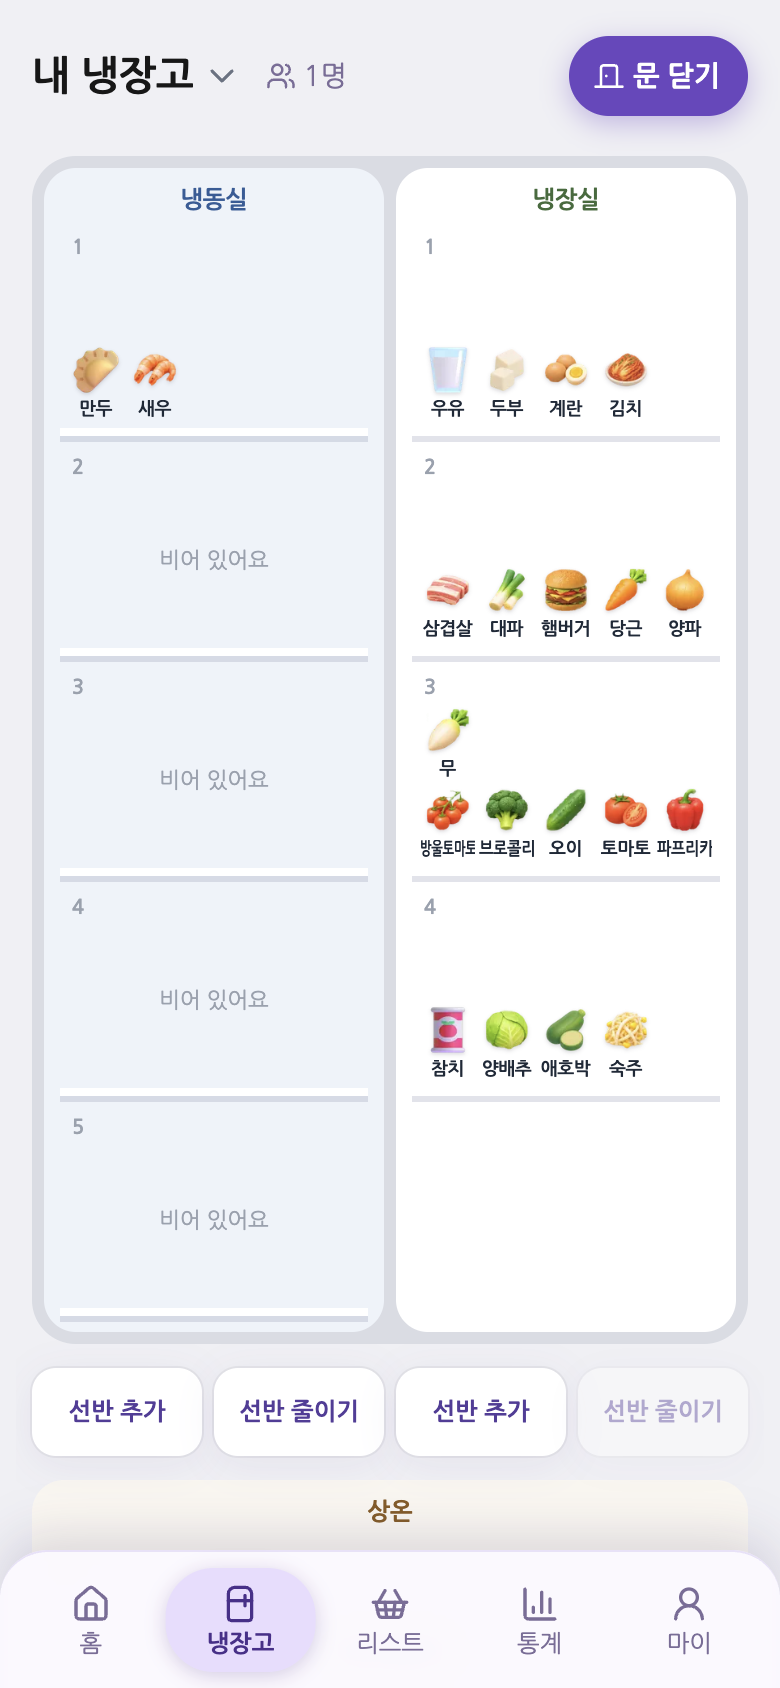 내 냉장고
1명
문 닫기
냉동실
1
만두 새우
2
비어 있어요
3
비어 있어요
4
비어 있어요
5
비어 있어요
냉장실
1
우유 두부 계란 김치
2
삼겹살 대파 햄버거 당근 양파
3
무
방울토마토 브로콜리 오이 토마토 파프리카
4
참치 양배추 애호박 숙주
선반 추가 선반 줄이기 선반 추가 선반 줄이기
상온
홈 냉장고 리스트 통계 마이